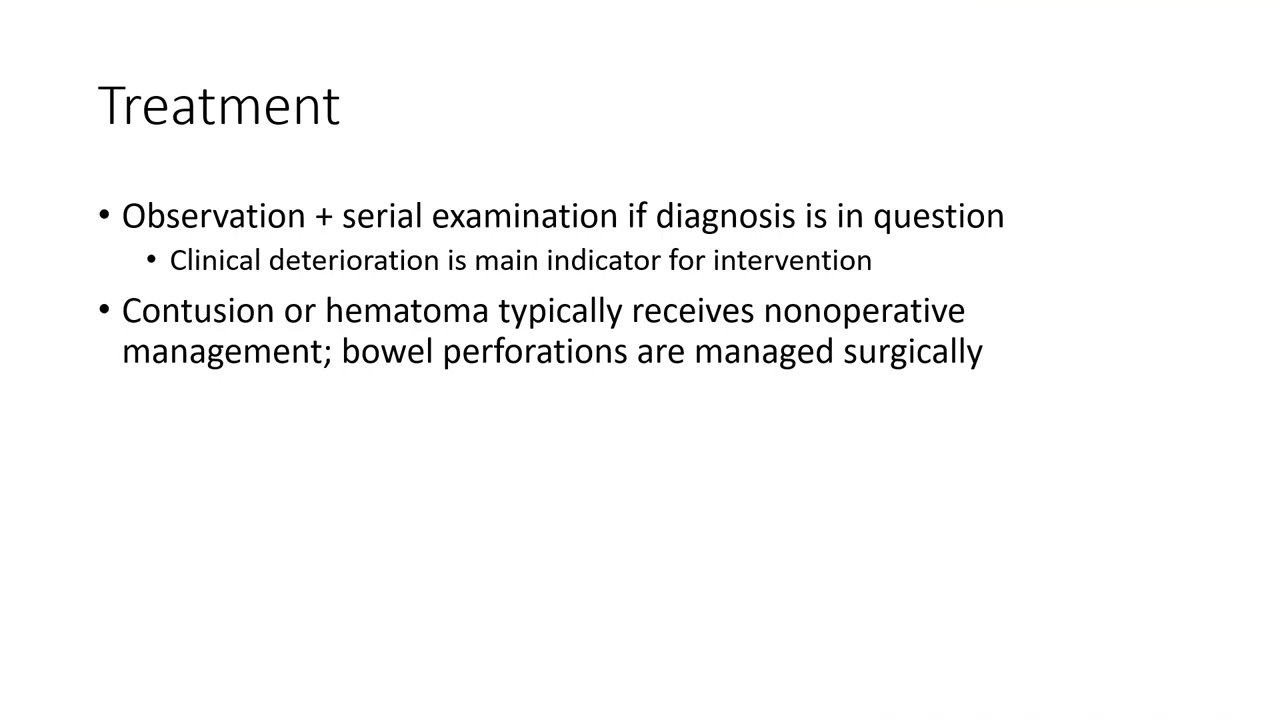 Treatment
• Observation + serial examination if diagnosis is in question
• Clinical deterioration is main indicator for intervention
• Contusion or hematoma typically receives nonoperative
management; bowel perforations are managed surgically